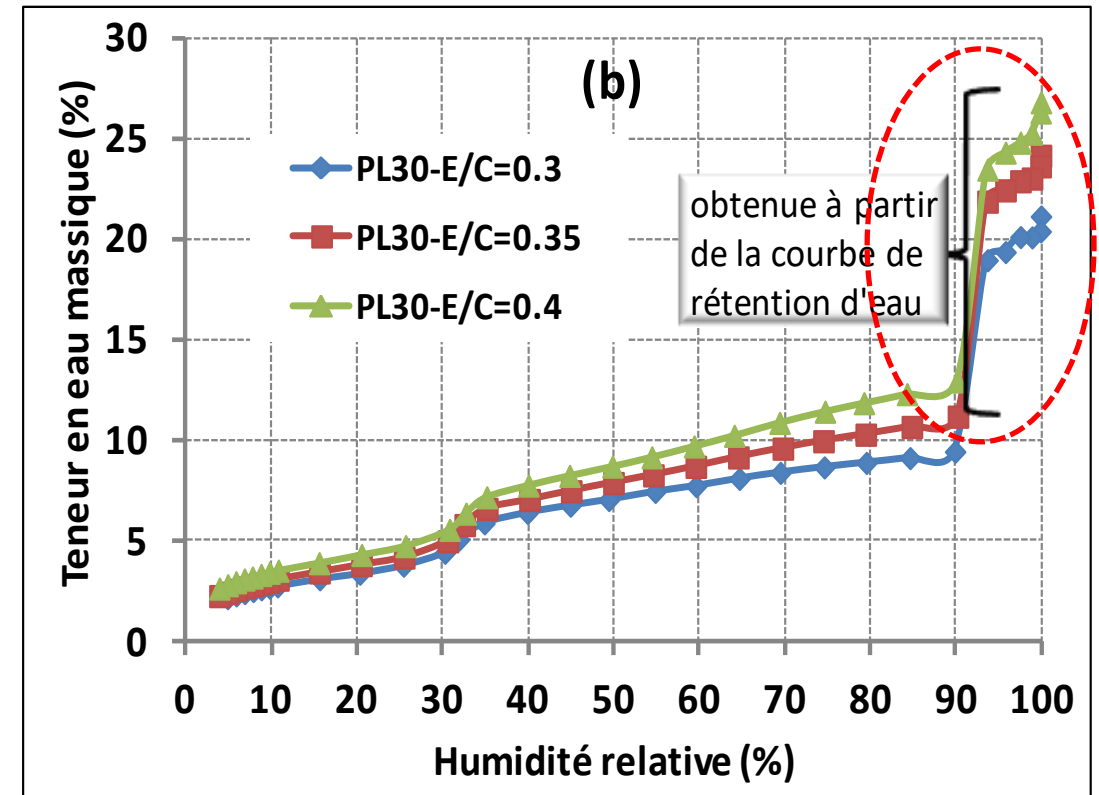 (b)
Teneur en eau massique (%)
30
25
20
15
10
5
0
PL30-E/C=0.3
PL30-E/C=0.35
PL30-E/C=0.4
obtenue à partir
de la courbe de
rétention d'eau
0 10 20 30 40 50 60 70 80 90 100
Humidité relative (%)